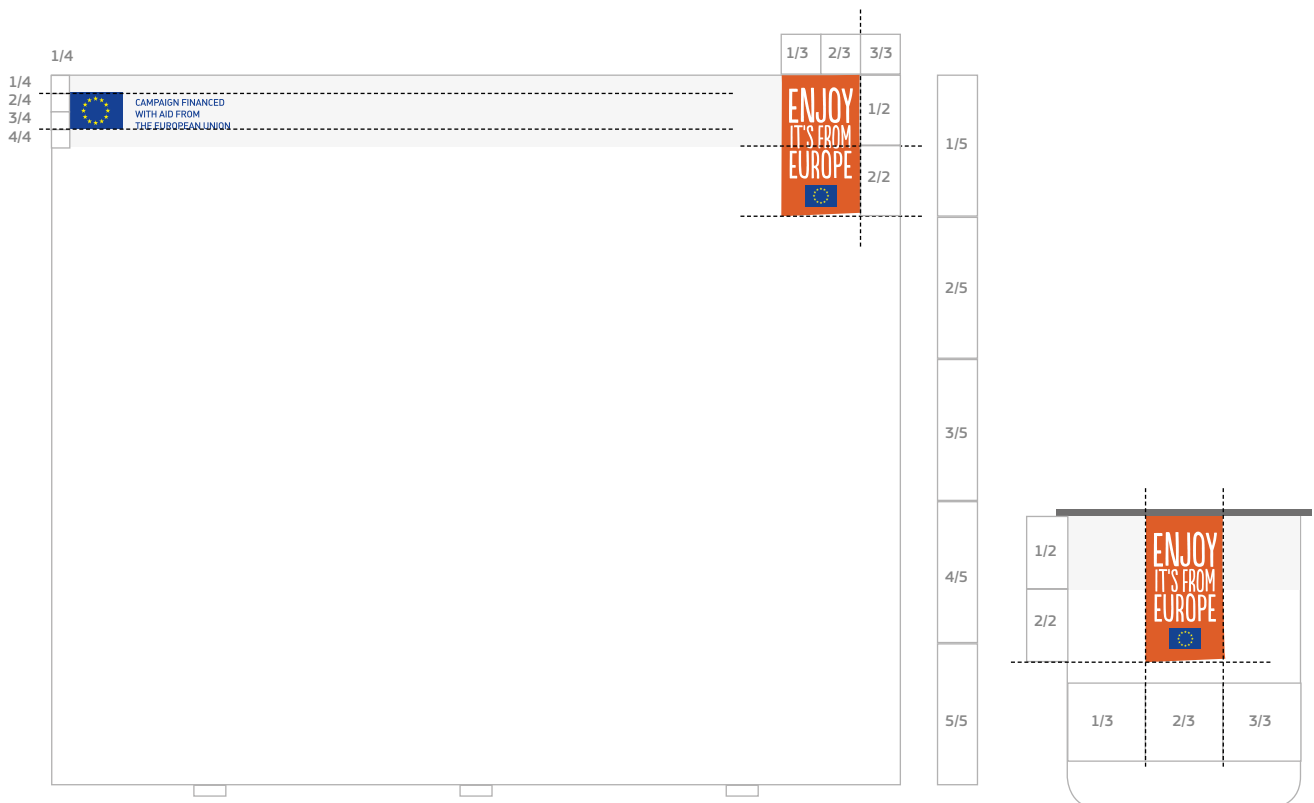 1/4
1/3 2/3 3/3
1/4
2/4
3/4
4/4
CAMPAIGN FINANCED
WITH AID FROM
THE EUROPEAN UNION
ENJOY
IT'S FROM
EUROPE
1/2
2/2
1/5
2/5
3/5
4/5
5/5
1/2
2/2
ENJOY
IT'S FROM
EUROPE
1/3 2/3 3/3